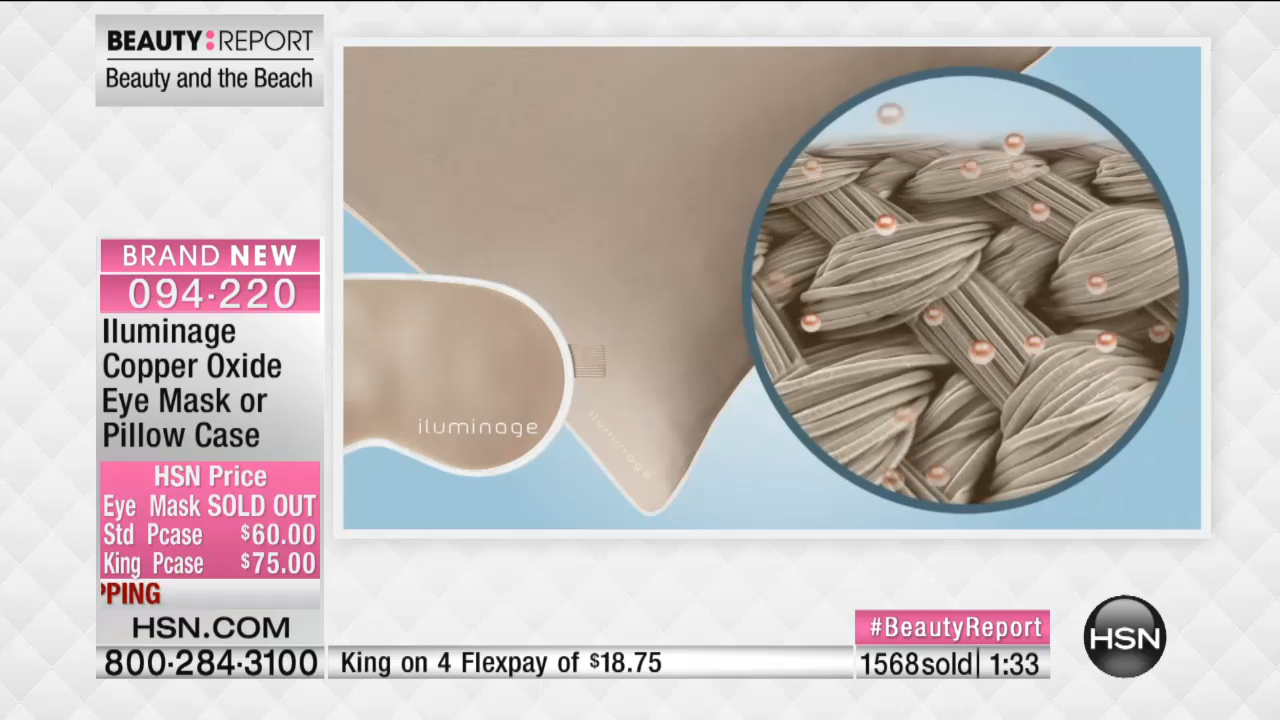 BEAUTY:REPORT
Beauty and the Beach
BRAND NEW
094·220
Iluminage
Copper Oxide
Eye Mask or
Pillow Case
HSN Price
Eye Mask SOLD OUT
Std Pcase $60.00
King Pcase $75.00
PPING
HSN.COM
800·284·3100
iluminage
iluminage
King on 4 Flexpay of $18.75
#BeautyReport
1568sold| 1:33
HSN